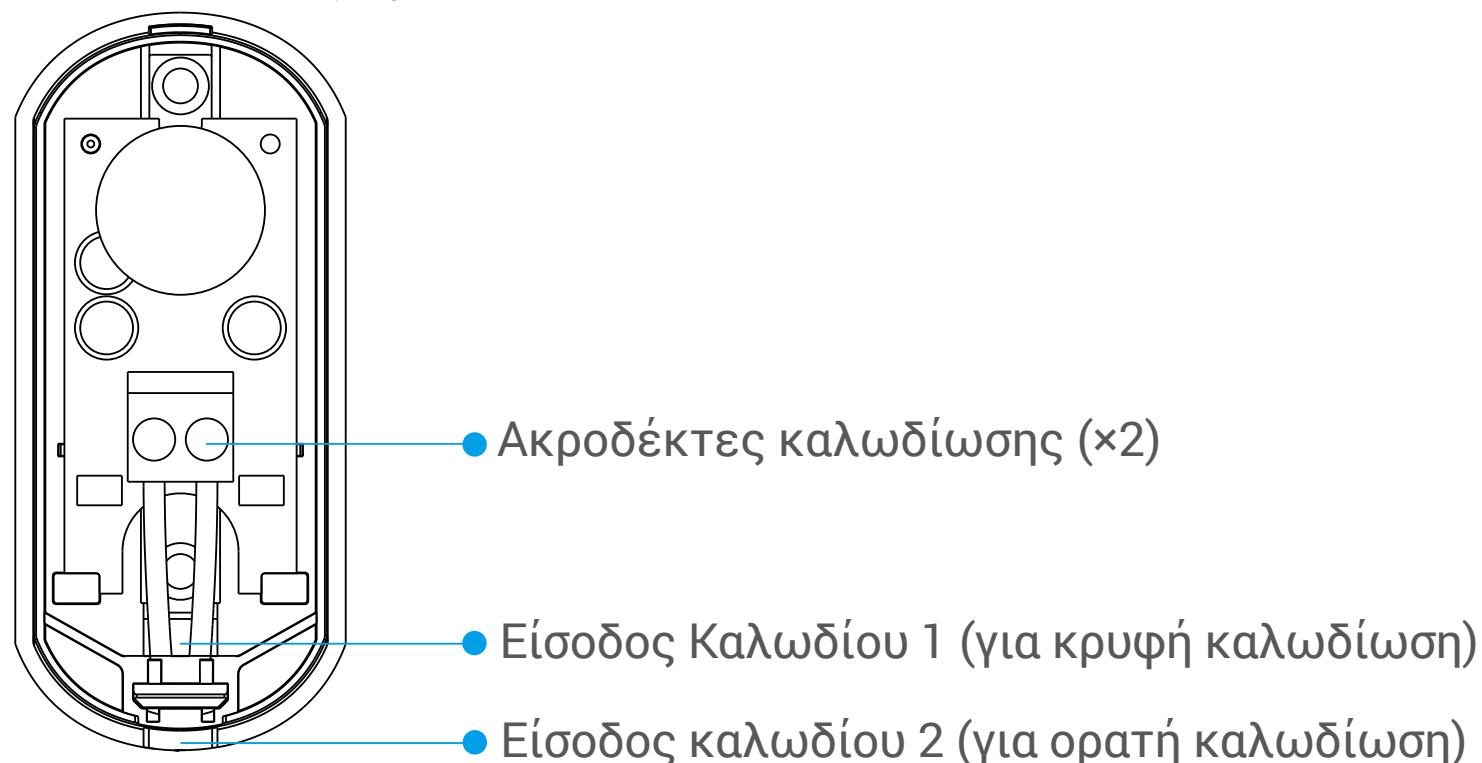 Ακροδέκτες καλωδίωσης (×2)
Είσοδος Καλωδίου 1 (για κρυφή καλωδίωση)
Είσοδος καλωδίου 2 (για ορατή καλωδίωση)